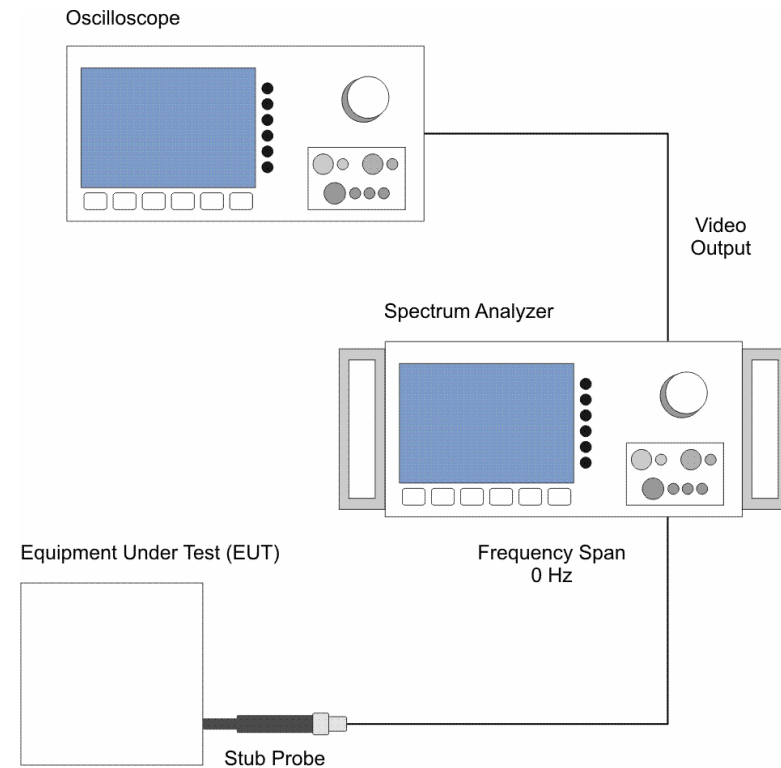 Oscilloscope
Video
Output
Spectrum Analyzer
Equipment Under Test (EUT)
Frequency Span
0 Hz
Stub Probe